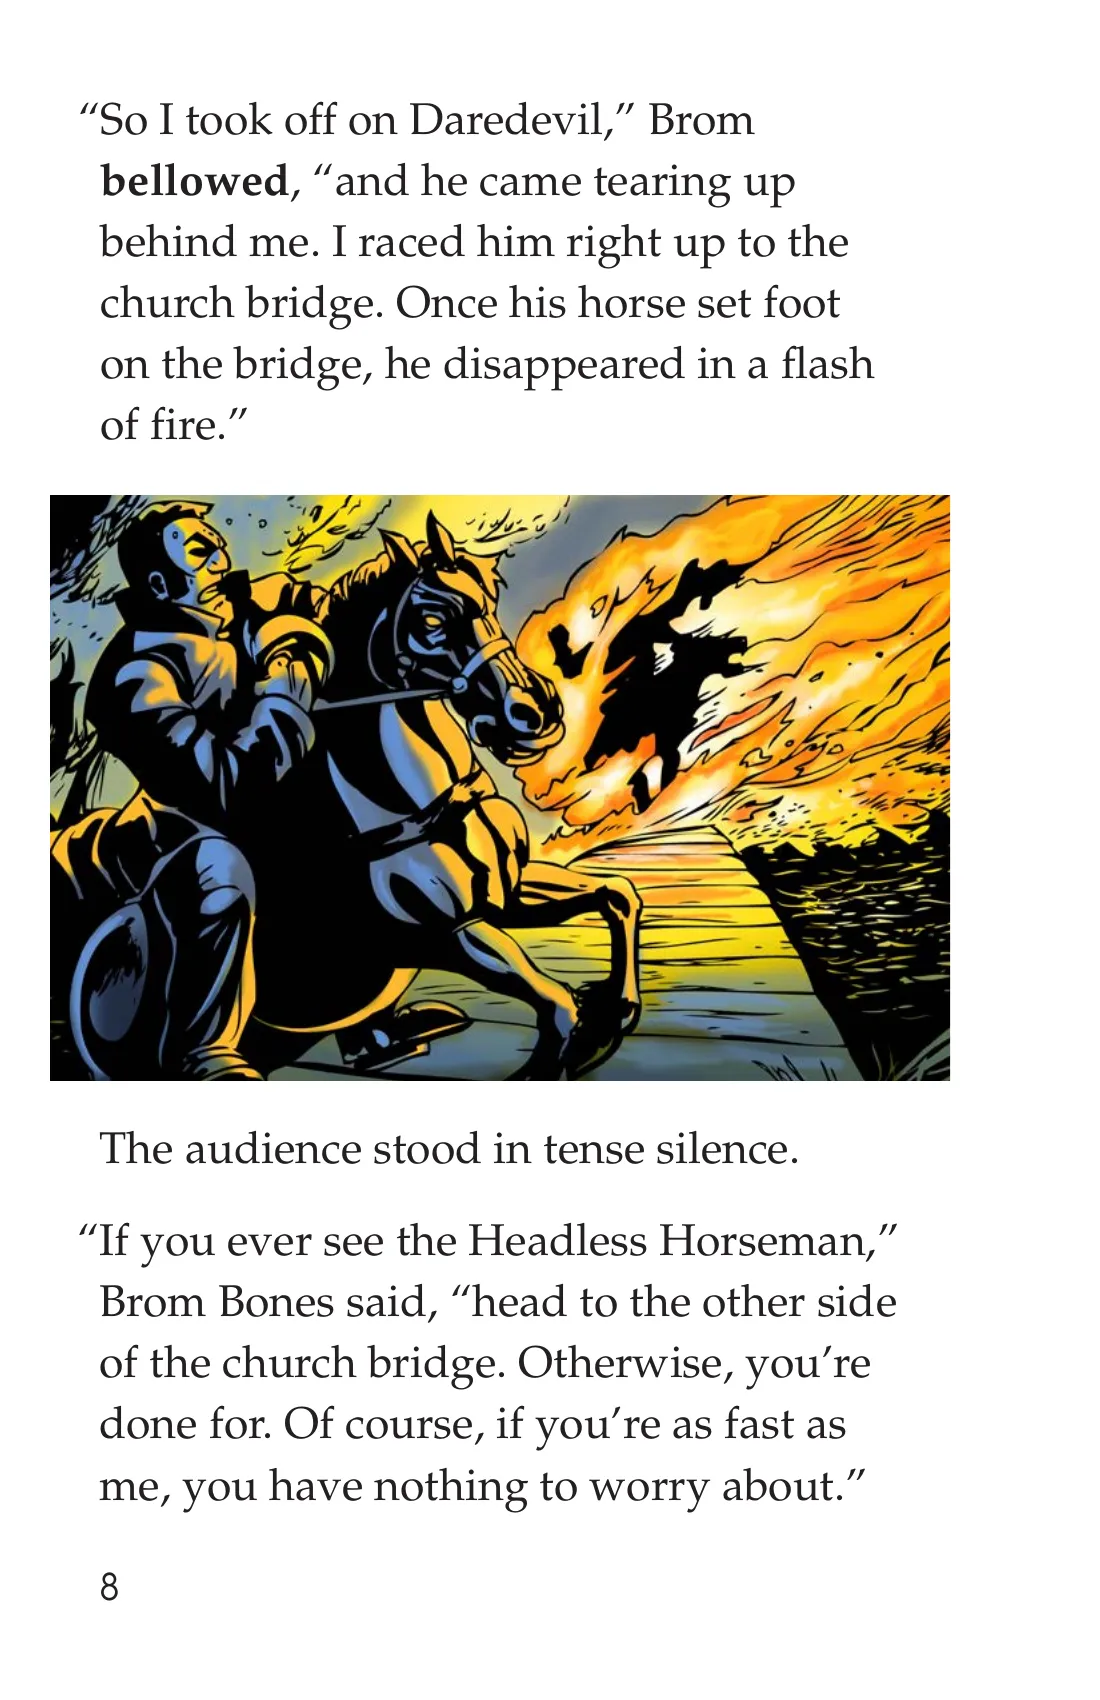 “So I took off on Daredevil,” Brom
bellowed, “and he came tearing up
behind me. I raced him right up to the
church bridge. Once his horse set foot
on the bridge, he disappeared in a flash
of fire.”
The audience stood in tense silence.
“If you ever see the Headless Horseman,”
Brom Bones said, “head to the other side
of the church bridge. Otherwise, you’re
done for. Of course, if you’re as fast as
me, you have nothing to worry about.”
8